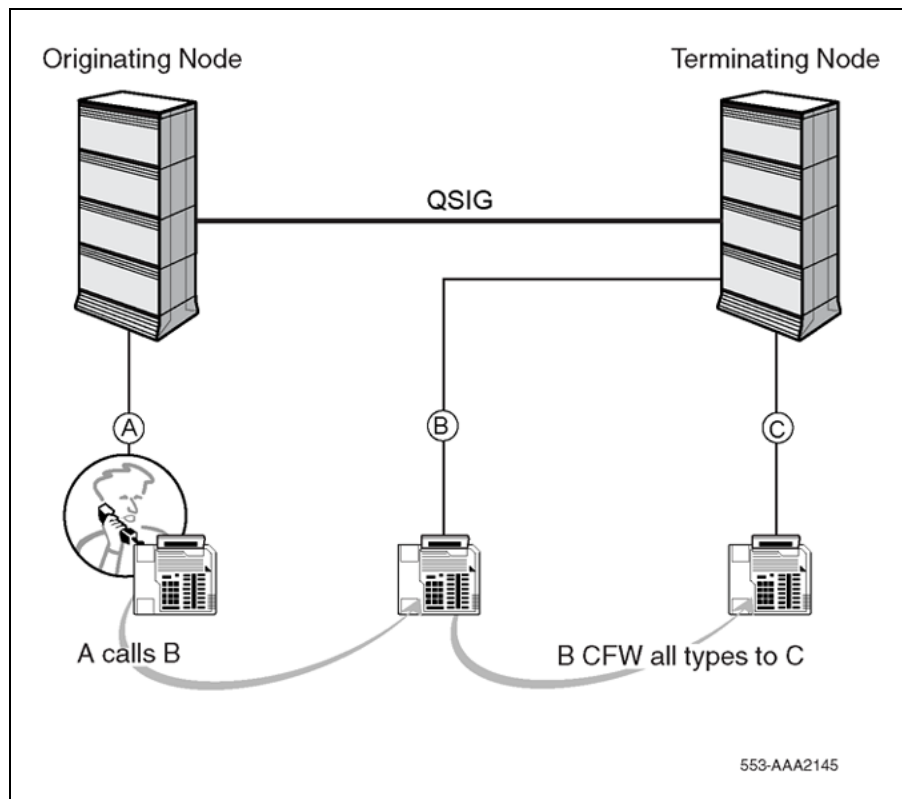 Originating Node
Terminating Node
QSIG
A
B
C
A calls B
B CFW all types to C
553-AAA2145